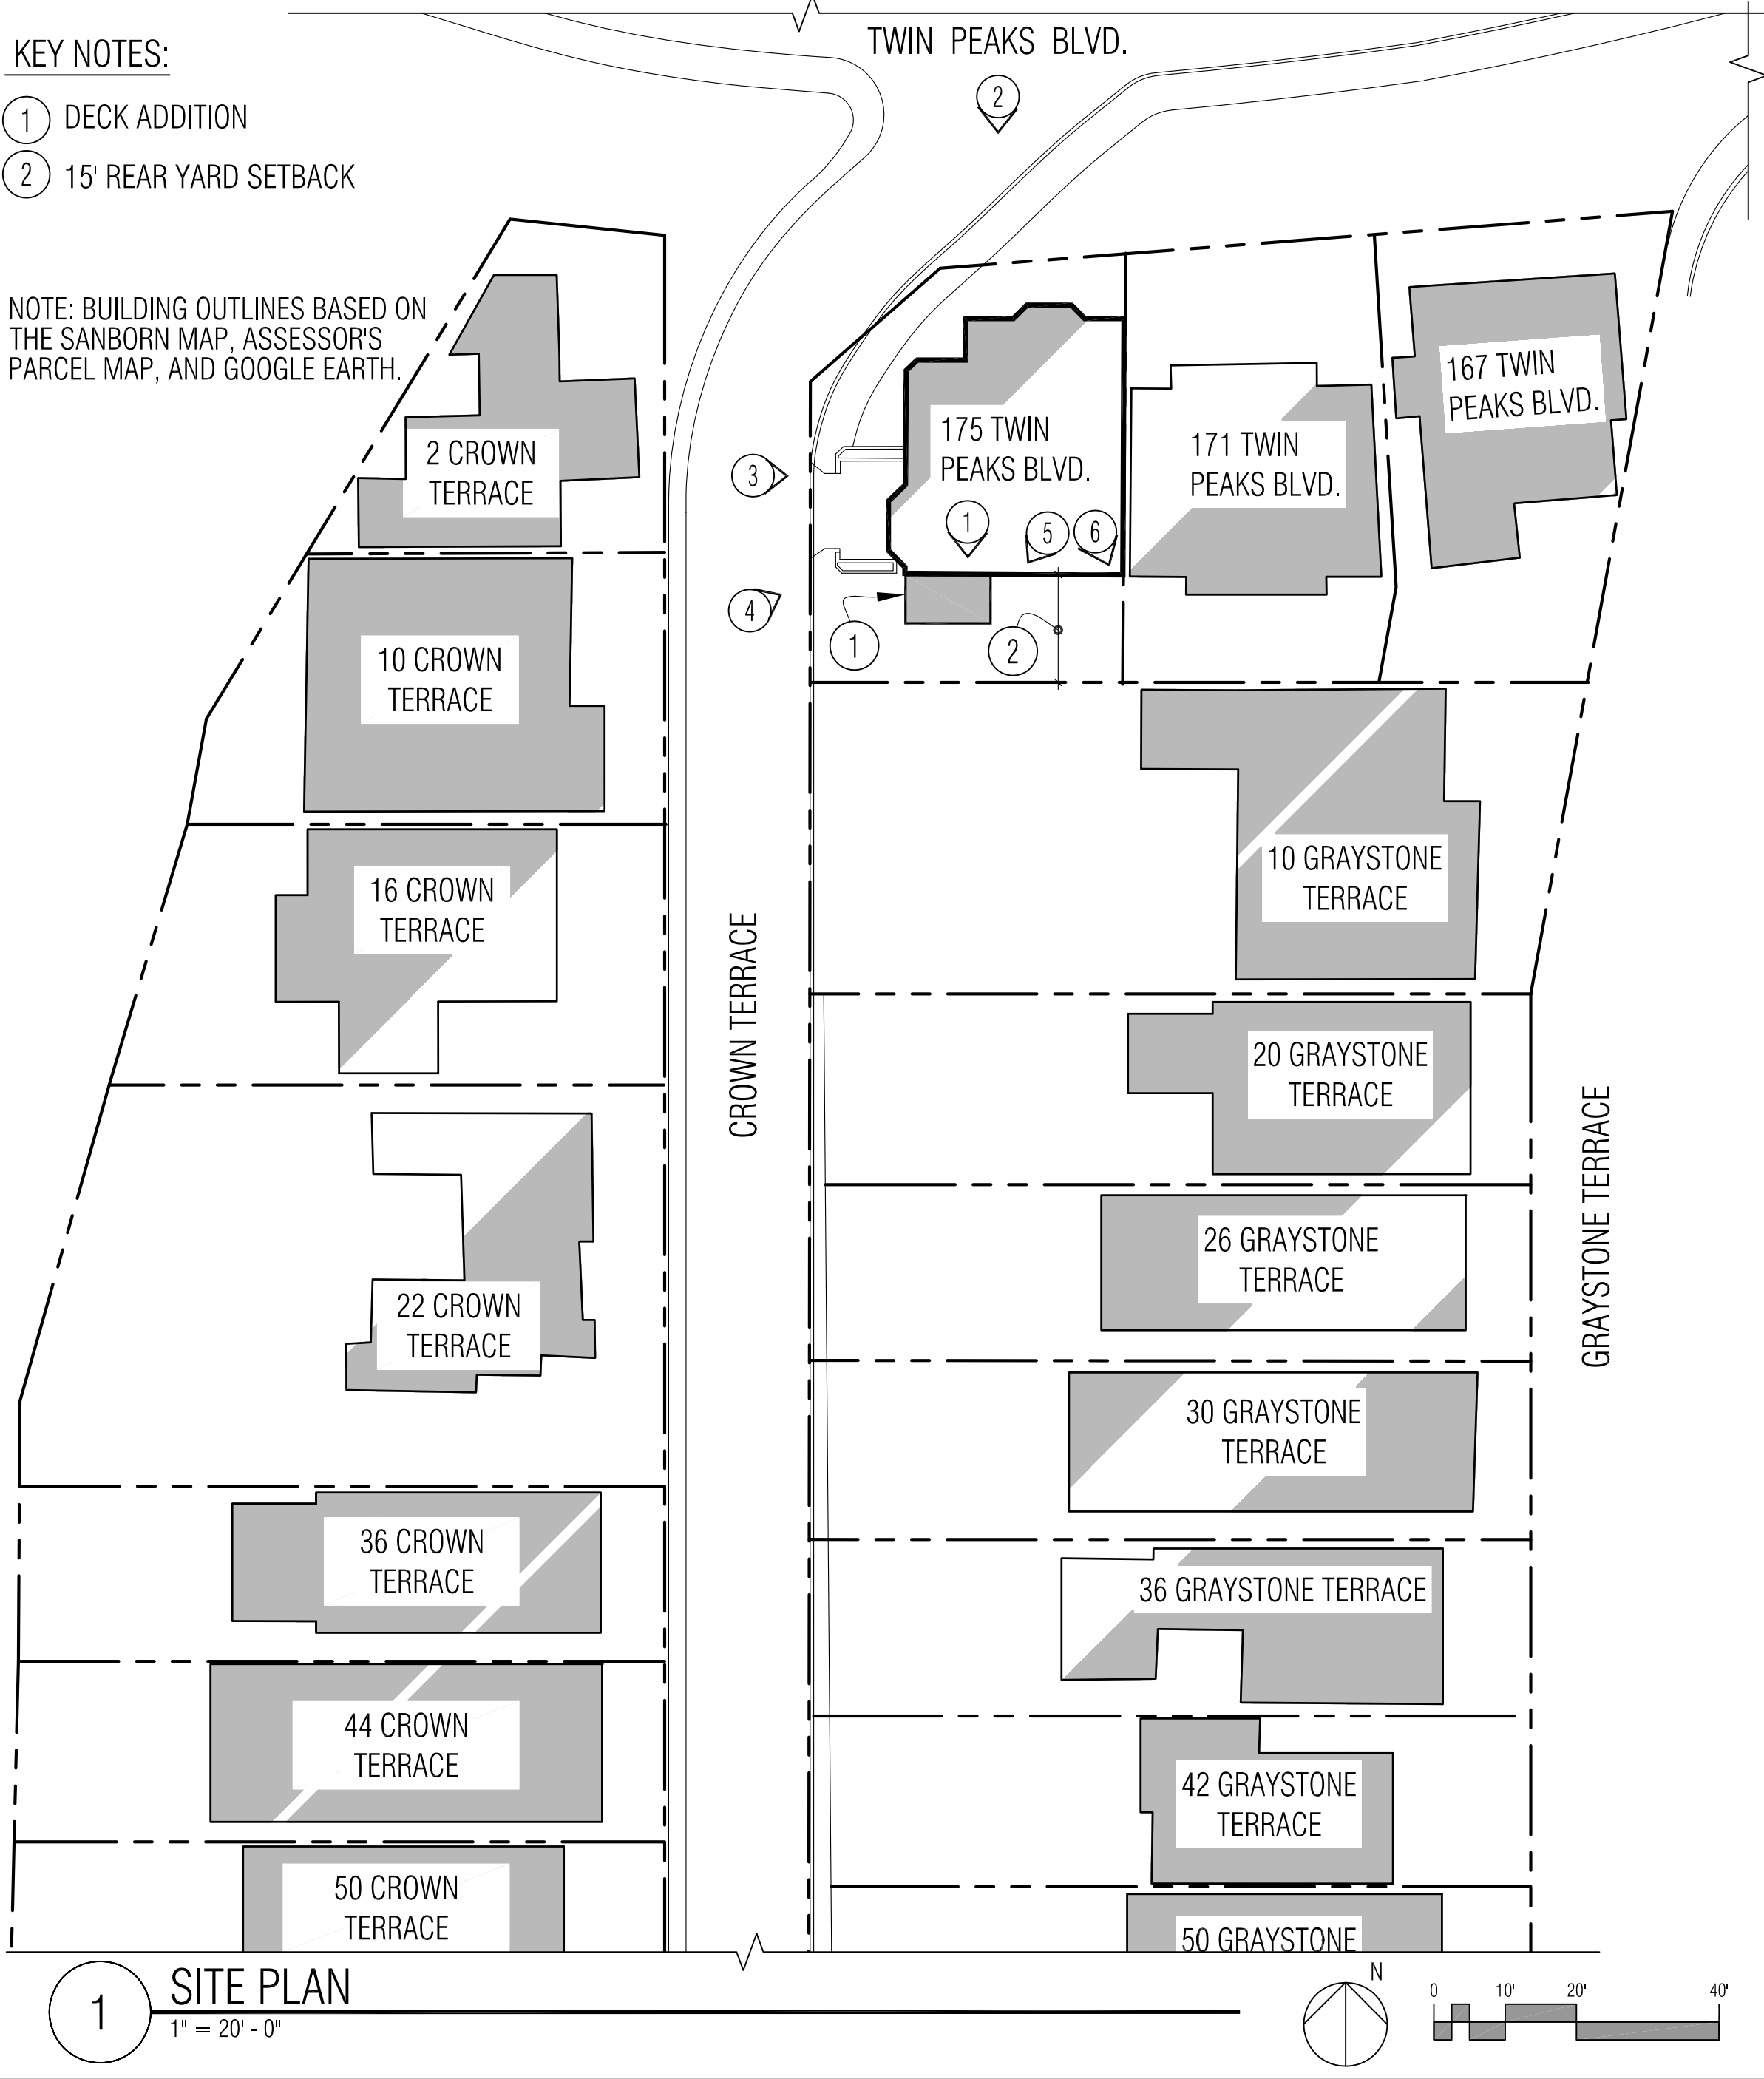 TWIN PEAKS BLVD.
KEY NOTES:
1 DECK ADDITION
2 15' REAR YARD SETBACK
2
NOTE: BUILDING OUTLINES BASED ON
THE SANBORN MAP, ASSESSOR'S
PARCEL MAP, AND GOOGLE EARTH.
2 CROWN
TERRACE
10 CROWN
TERRACE
16 CROWN
TERRACE
22 CROWN
TERRACE
36 CROWN
TERRACE
44 CROWN
TERRACE
50 CROWN
TERRACE
CROWN TERRACE
3
4
175 TWIN
PEAKS BLVD.
1
5
6
1
2
171 TWIN
PEAKS BLVD.
167 TWIN
PEAKS BLVD.
10 GRAYSTONE
TERRACE
20 GRAYSTONE
TERRACE
26 GRAYSTONE
TERRACE
30 GRAYSTONE
TERRACE
36 GRAYSTONE TERRACE
42 GRAYSTONE
TERRACE
50 GRAYSTONE
GRAYSTONE TERRACE
1 SITE PLAN
1" = 20' - 0"
N
0 10' 20' 40'